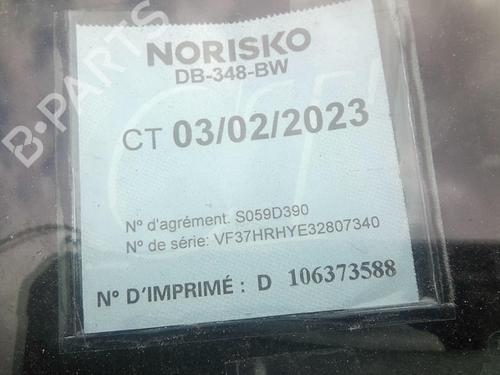 B-PARTS
NORISKO
DB-348-BW
CT 03/02/2023
N° d'agrément. S059D390
N° de série: VF37HRHYE32807340
N° D'IMPRIMÉ : D 106373588